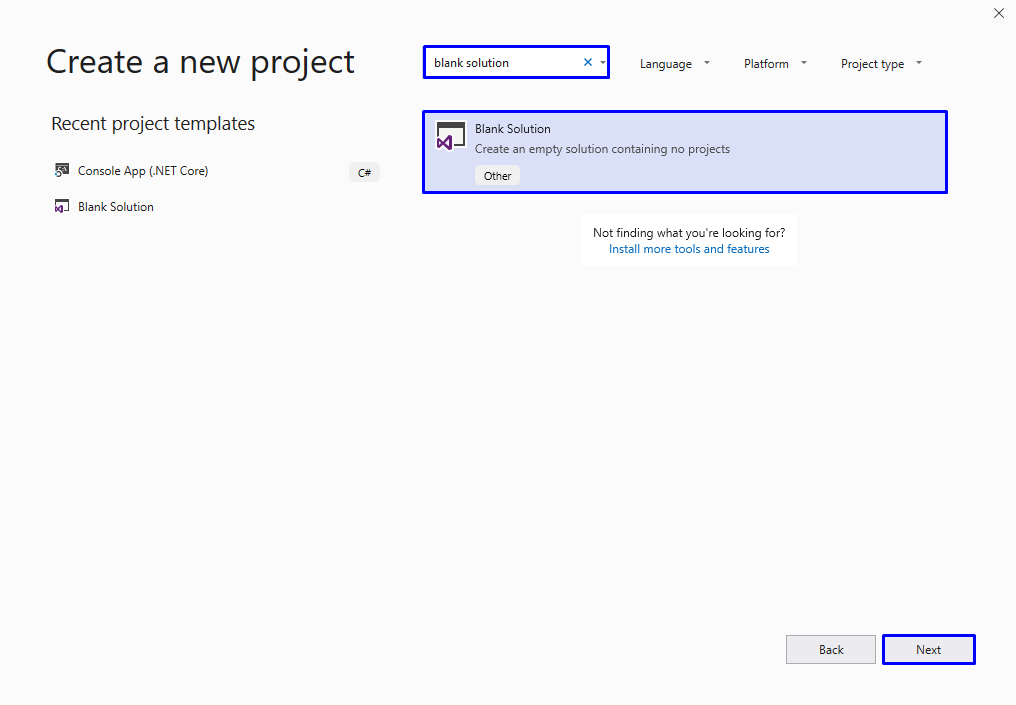 Create a new project
blank solution
Language
Platform
Project type
Recent project templates
Console App (.NET Core)
C#
Blank Solution
Blank Solution
Create an empty solution containing no projects
Other
Not finding what you're looking for?
Install more tools and features
Back
Next